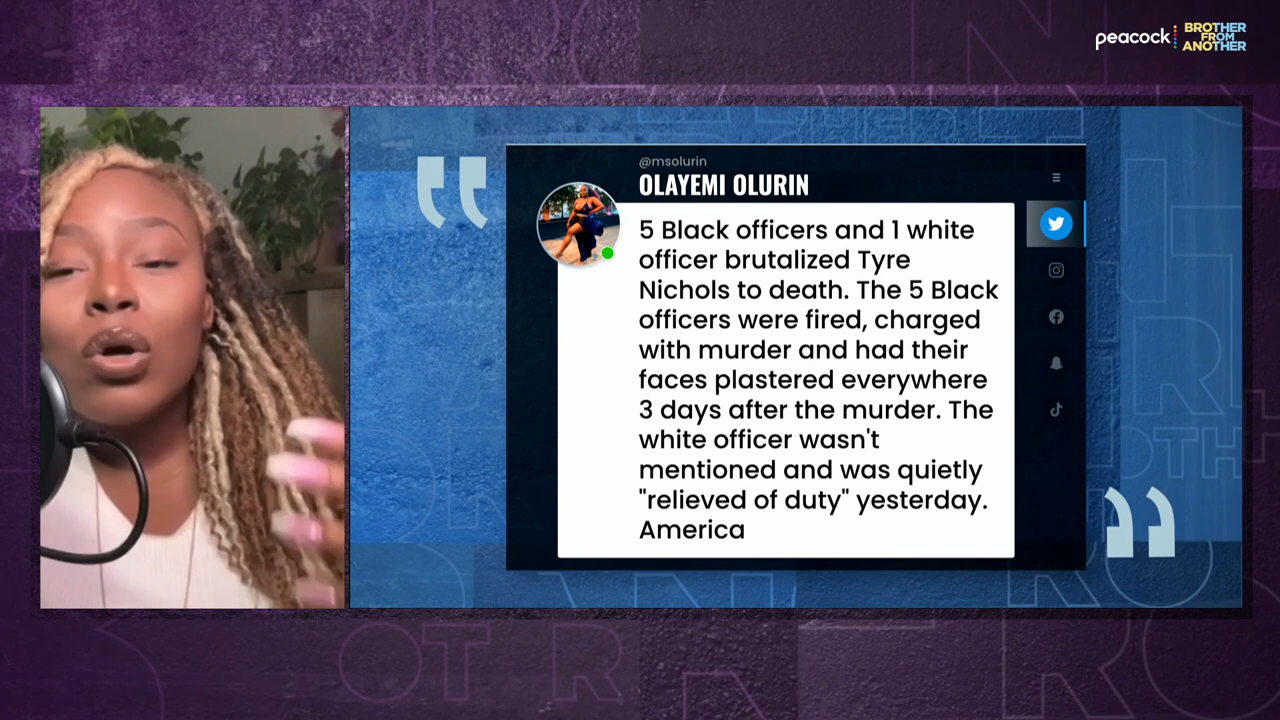 peacock
BROTHER
FROM
ANOTHER
@msolurin
OLAYEMI OLURIN
5 Black officers and 1 white
officer brutalized Tyre
Nichols to death. The 5 Black
officers were fired, charged
with murder and had their
faces plastered everywhere
3 days after the murder. The
white officer wasn't
mentioned and was quietly
"relieved of duty" yesterday.
America